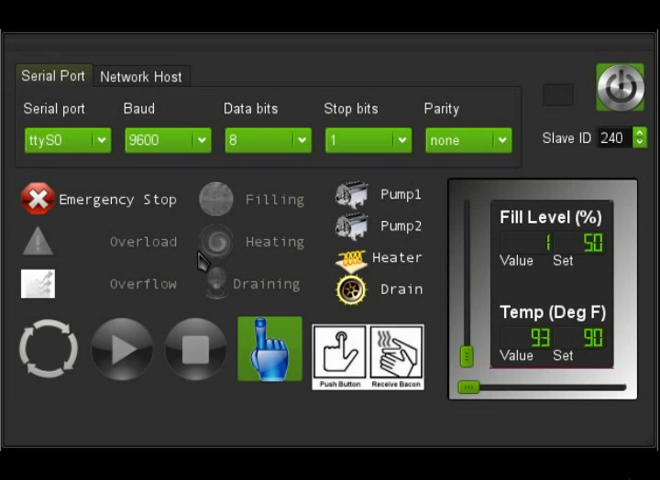 Serial Port Network Host
Serial port Baud Data bits Stop bits Parity
ttyS0 9600 8 1 none
Slave ID 240
Emergency Stop Filling Pump1
Pump2
Overload Heating
Heater
Overflow Draining Drain
Fill Level (%)
1 50
Value Set
Temp (Deg F)
93 90
Value Set
Push Button Receive Bacon